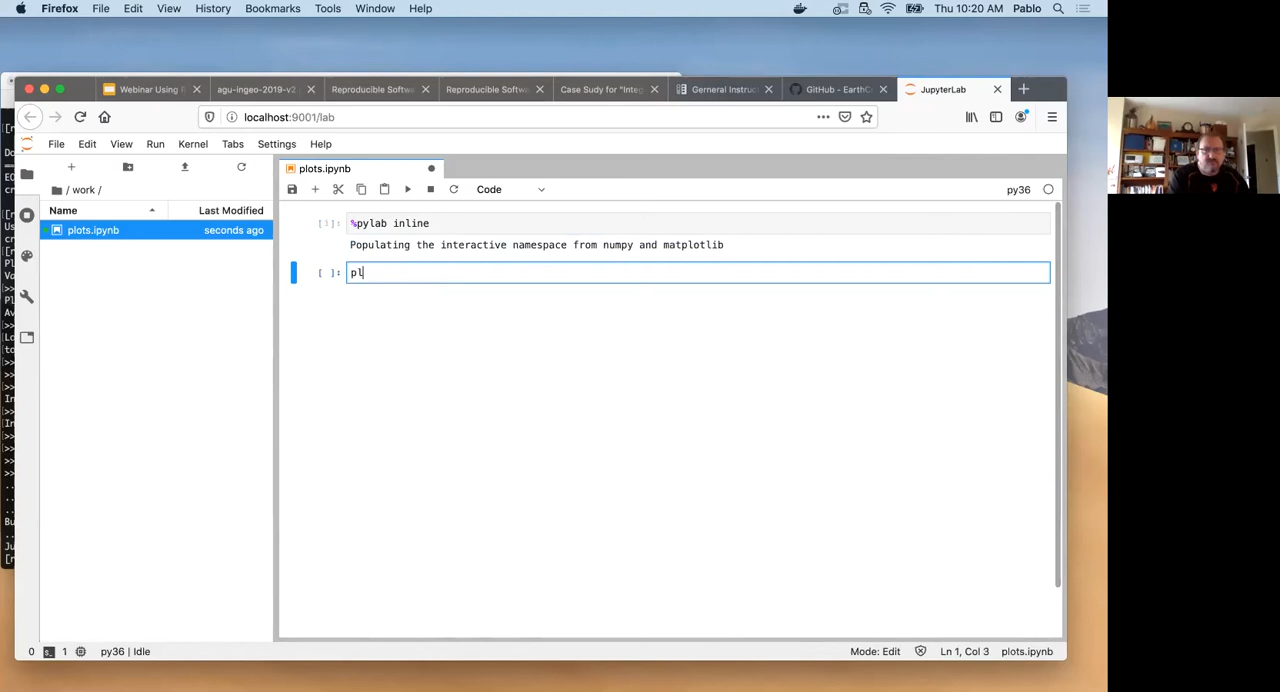 Firefox File Edit View History Bookmarks Tools Window Help Thu 10:20 AM Pablo
Webinar Using R agu-ingeo-2019-v2 Reproducible Softwa Reproducible Softwa Case Sudy for "Integ Gerneral Instruc GitHub - EarthC JupyterLab
localhost:9001/lab
File Edit View Run Kernel Tabs Settings Help
plots.ipynb
/ work /
Code
py36
Name Last Modified
plots.ipynb seconds ago
[1]: %pylab inline
Populating the interactive namespace from numpy and matplotlib
[ ]: pl
0 1 py36 | Idle Mode: Edit Ln 1, Col 3 plots.ipynb